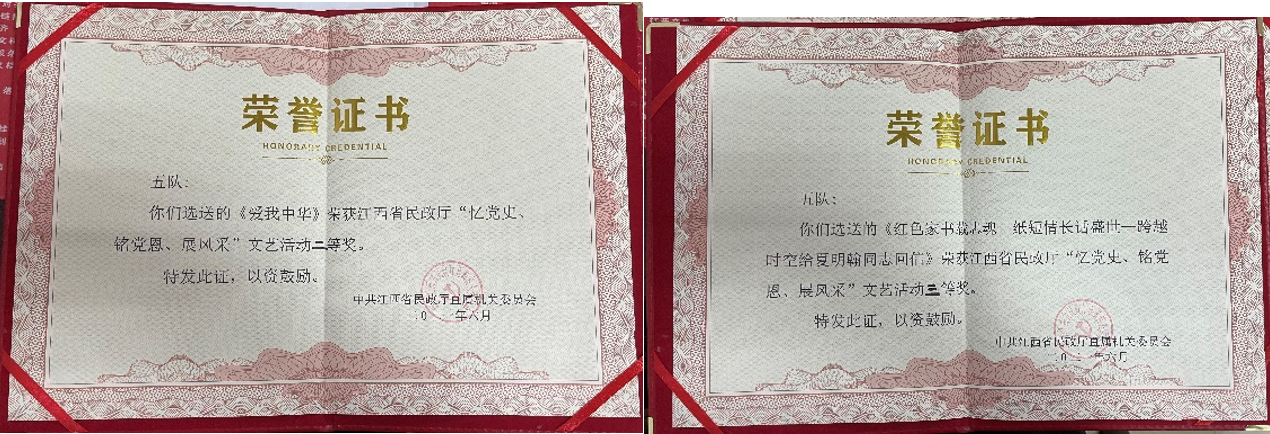 荣誉证书
HONORARY CREDENTIAL
五队：
你们选送的《爱我中华》荣获江西省民政厅“忆党史、
铭党恩、展风采”文艺活动二等奖。
特发此证，以资鼓励。
中共江西省民政厅直属机关委员会
年六月
荣誉证书
HONORARY CREDENTIAL
五队：
你们选送的《红色家书载忠魂 纸短情长话盛世—跨越
时空给夏明翰同志回信》荣获江西省民政厅“忆党史、铭党
恩、展风采”文艺活动三等奖。
特发此证，以资鼓励。
中共江西省民政厅直属机关委员会
年六月